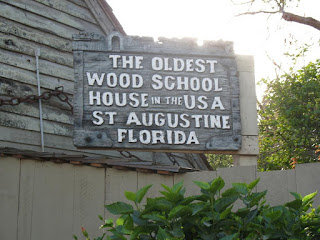 THE OLDEST
WOOD SCHOOL
HOUSE IN THE USA
ST AUGUSTINE
FLORIDA